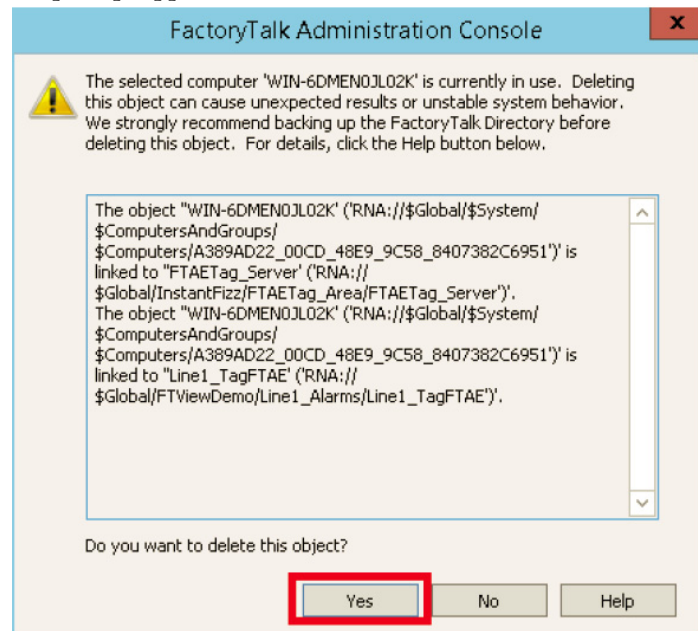 FactoryTalk Administration Console
x
The selected computer 'WIN-6DMEN0JL02K' is currently in use. Deleting
this object can cause unexpected results or unstable system behavior.
We strongly recommend backing up the FactoryTalk Directory before
deleting this object. For details, click the Help button below.
The object "WIN-6DMEN0JL02K' ('RNA://$Global/$System/
$ComputersAndGroups/
$Computers/A389AD22_00CD_48E9_9C58_8407382C6951')' is
linked to "FTAETag_Server' ('RNA://
$Global/InstantFizz/FTAETag_Area/FTAETag_Server')'.
The object "WIN-6DMEN0JL02K' ('RNA://$Global/$System/
$ComputersAndGroups/
$Computers/A389AD22_00CD_48E9_9C58_8407382C6951')' is
linked to "Line1_TagFTAE' ('RNA://
$Global/FTViewDemo/Line1_Alarms/Line1_TagFTAE')'.
Do you want to delete this object?
Yes No Help